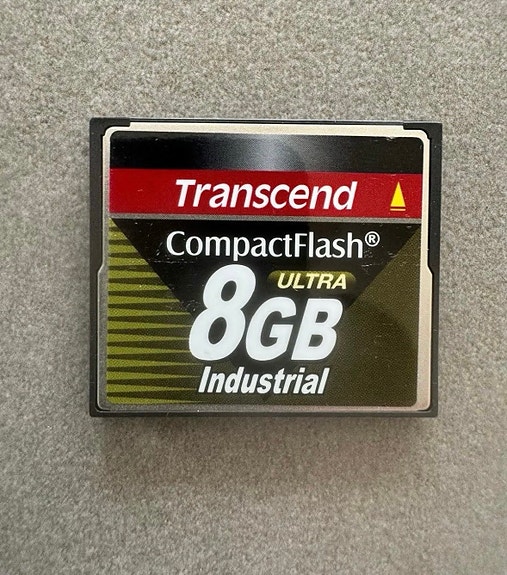 Transcend
CompactFlash®
ULTRA
8GB
Industrial